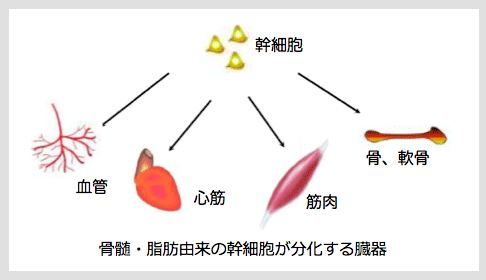 幹細胞
血管
心筋
筋肉
骨、軟骨
骨髄・脂肪由来の幹細胞が分化する臓器